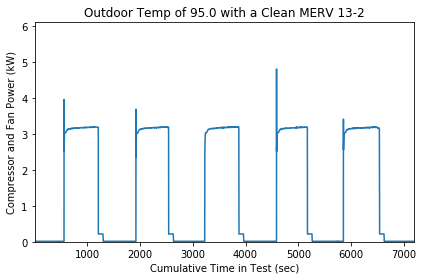 Outdoor Temp of 95.0 with a Clean MERV 13-2
Compressor and Fan Power (kW)
6
5
4
3
2
1
0
1000 2000 3000 4000 5000 6000 7000
Cumulative Time in Test (sec)